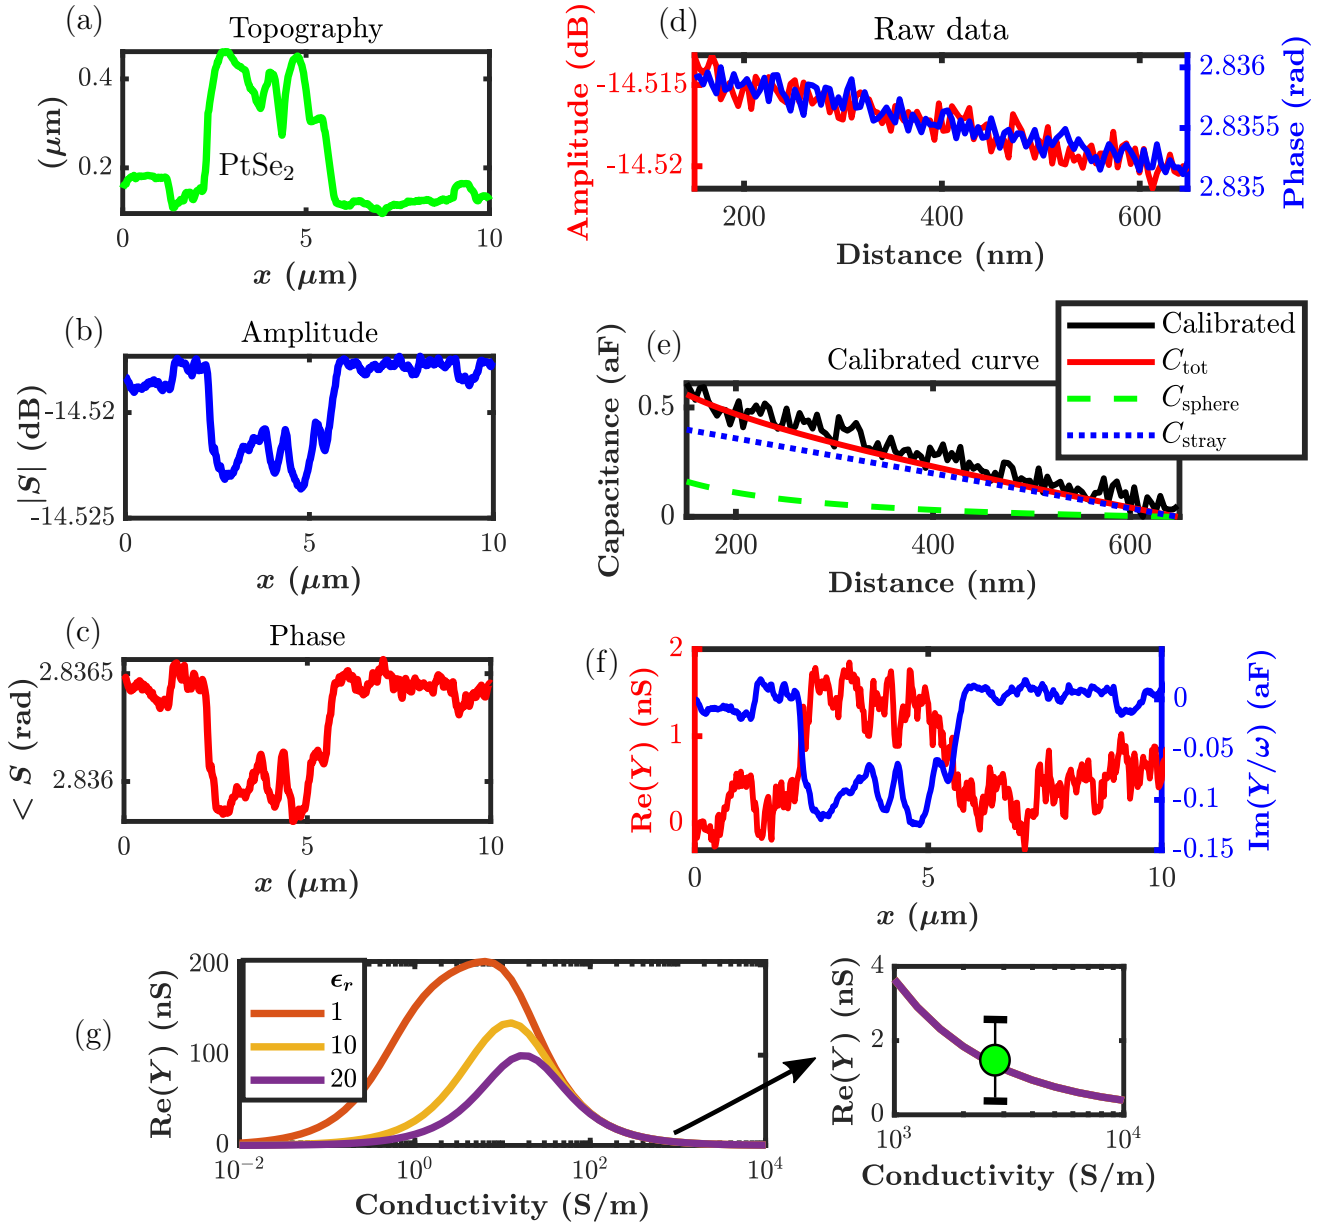 (a)
Topography
(μm)
0.4
0.2
PtSe2
0
5
10
x (μm)
(b)
Amplitude
|S| (dB)
-14.52
-14.525
0
5
10
x (μm)
(c)
Phase
< S (rad)
2.8365
2.836
0
5
10
x (μm)
(d)
Raw data
Amplitude (dB)
-14.515
-14.52
2.836
2.8355
2.835
Phase (rad)
200
400
600
Distance (nm)
(e)
Calibrated curve
Capacitance (aF)
0.5
0
200
400
600
Distance (nm)
Calibrated
Ctot
Csphere
Cstray
(f)
Re(Y) (nS)
2
1
0
0
-0.05
-0.1
-0.15
Im(Y/ω) (aF)
0
5
10
x (μm)
(g)
Re(Y) (nS)
200
100
0
ϵr
1
10
20
10^-2
10^0
10^2
10^4
Conductivity (S/m)
Re(Y) (nS)
4
2
0
10^3
10^4
Conductivity (S/m)